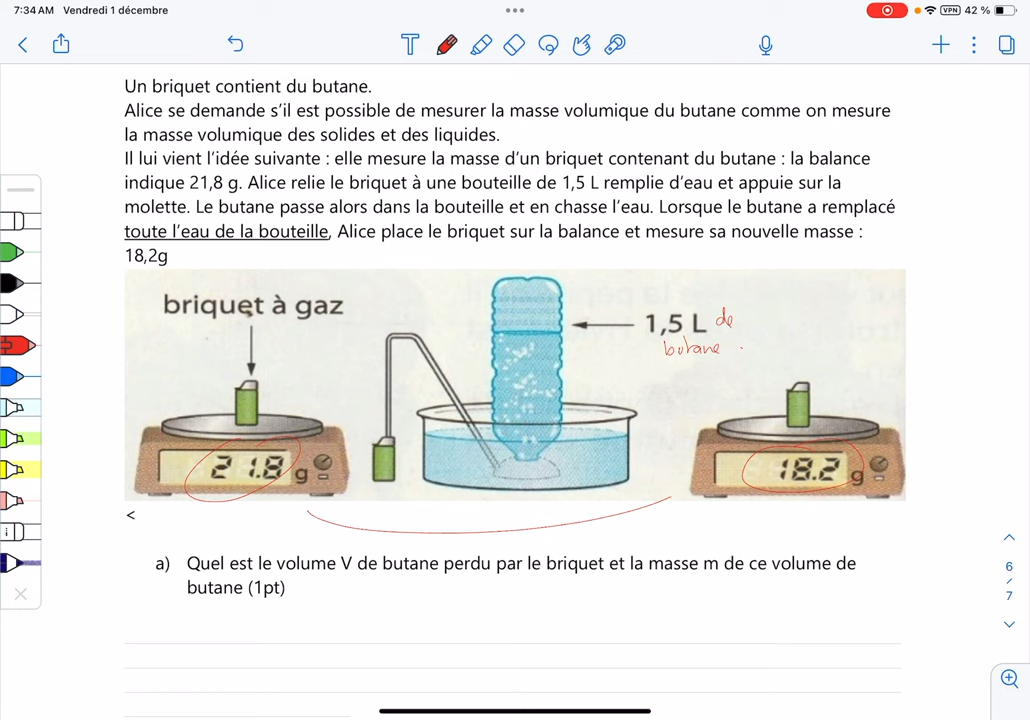 7:34 AM Vendredi 1 décembre
VPN 42 %
Un briquet contient du butane.
Alice se demande s'il est possible de mesurer la masse volumique du butane comme on mesure
la masse volumique des solides et des liquides.
Il lui vient l'idée suivante : elle mesure la masse d'un briquet contenant du butane : la balance
indique 21,8 g. Alice relie le briquet à une bouteille de 1,5 L remplie d'eau et appuie sur la
molette. Le butane passe alors dans la bouteille et en chasse l'eau. Lorsque le butane a remplacé
toute l'eau de la bouteille, Alice place le briquet sur la balance et mesure sa nouvelle masse :
18,2g
briquet à gaz
1,5 L de
butane .
21.8 g
18.2 g
<
a) Quel est le volume V de butane perdu par le briquet et la masse m de ce volume de
butane (1pt)
6
/
7